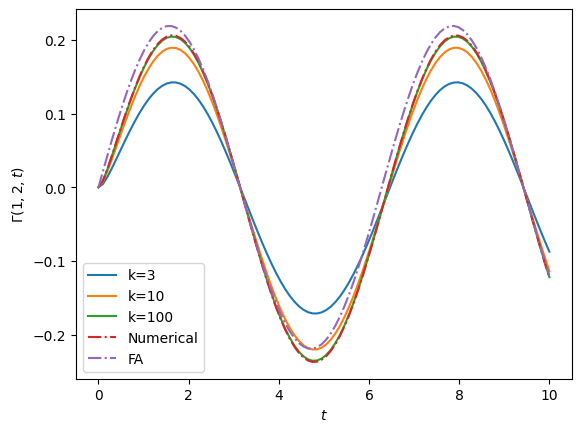 0.2
0.1
0.0
−0.1
−0.2
Γ(1, 2, t)
k=3
k=10
k=100
Numerical
FA
0 2 4 6 8 10
t